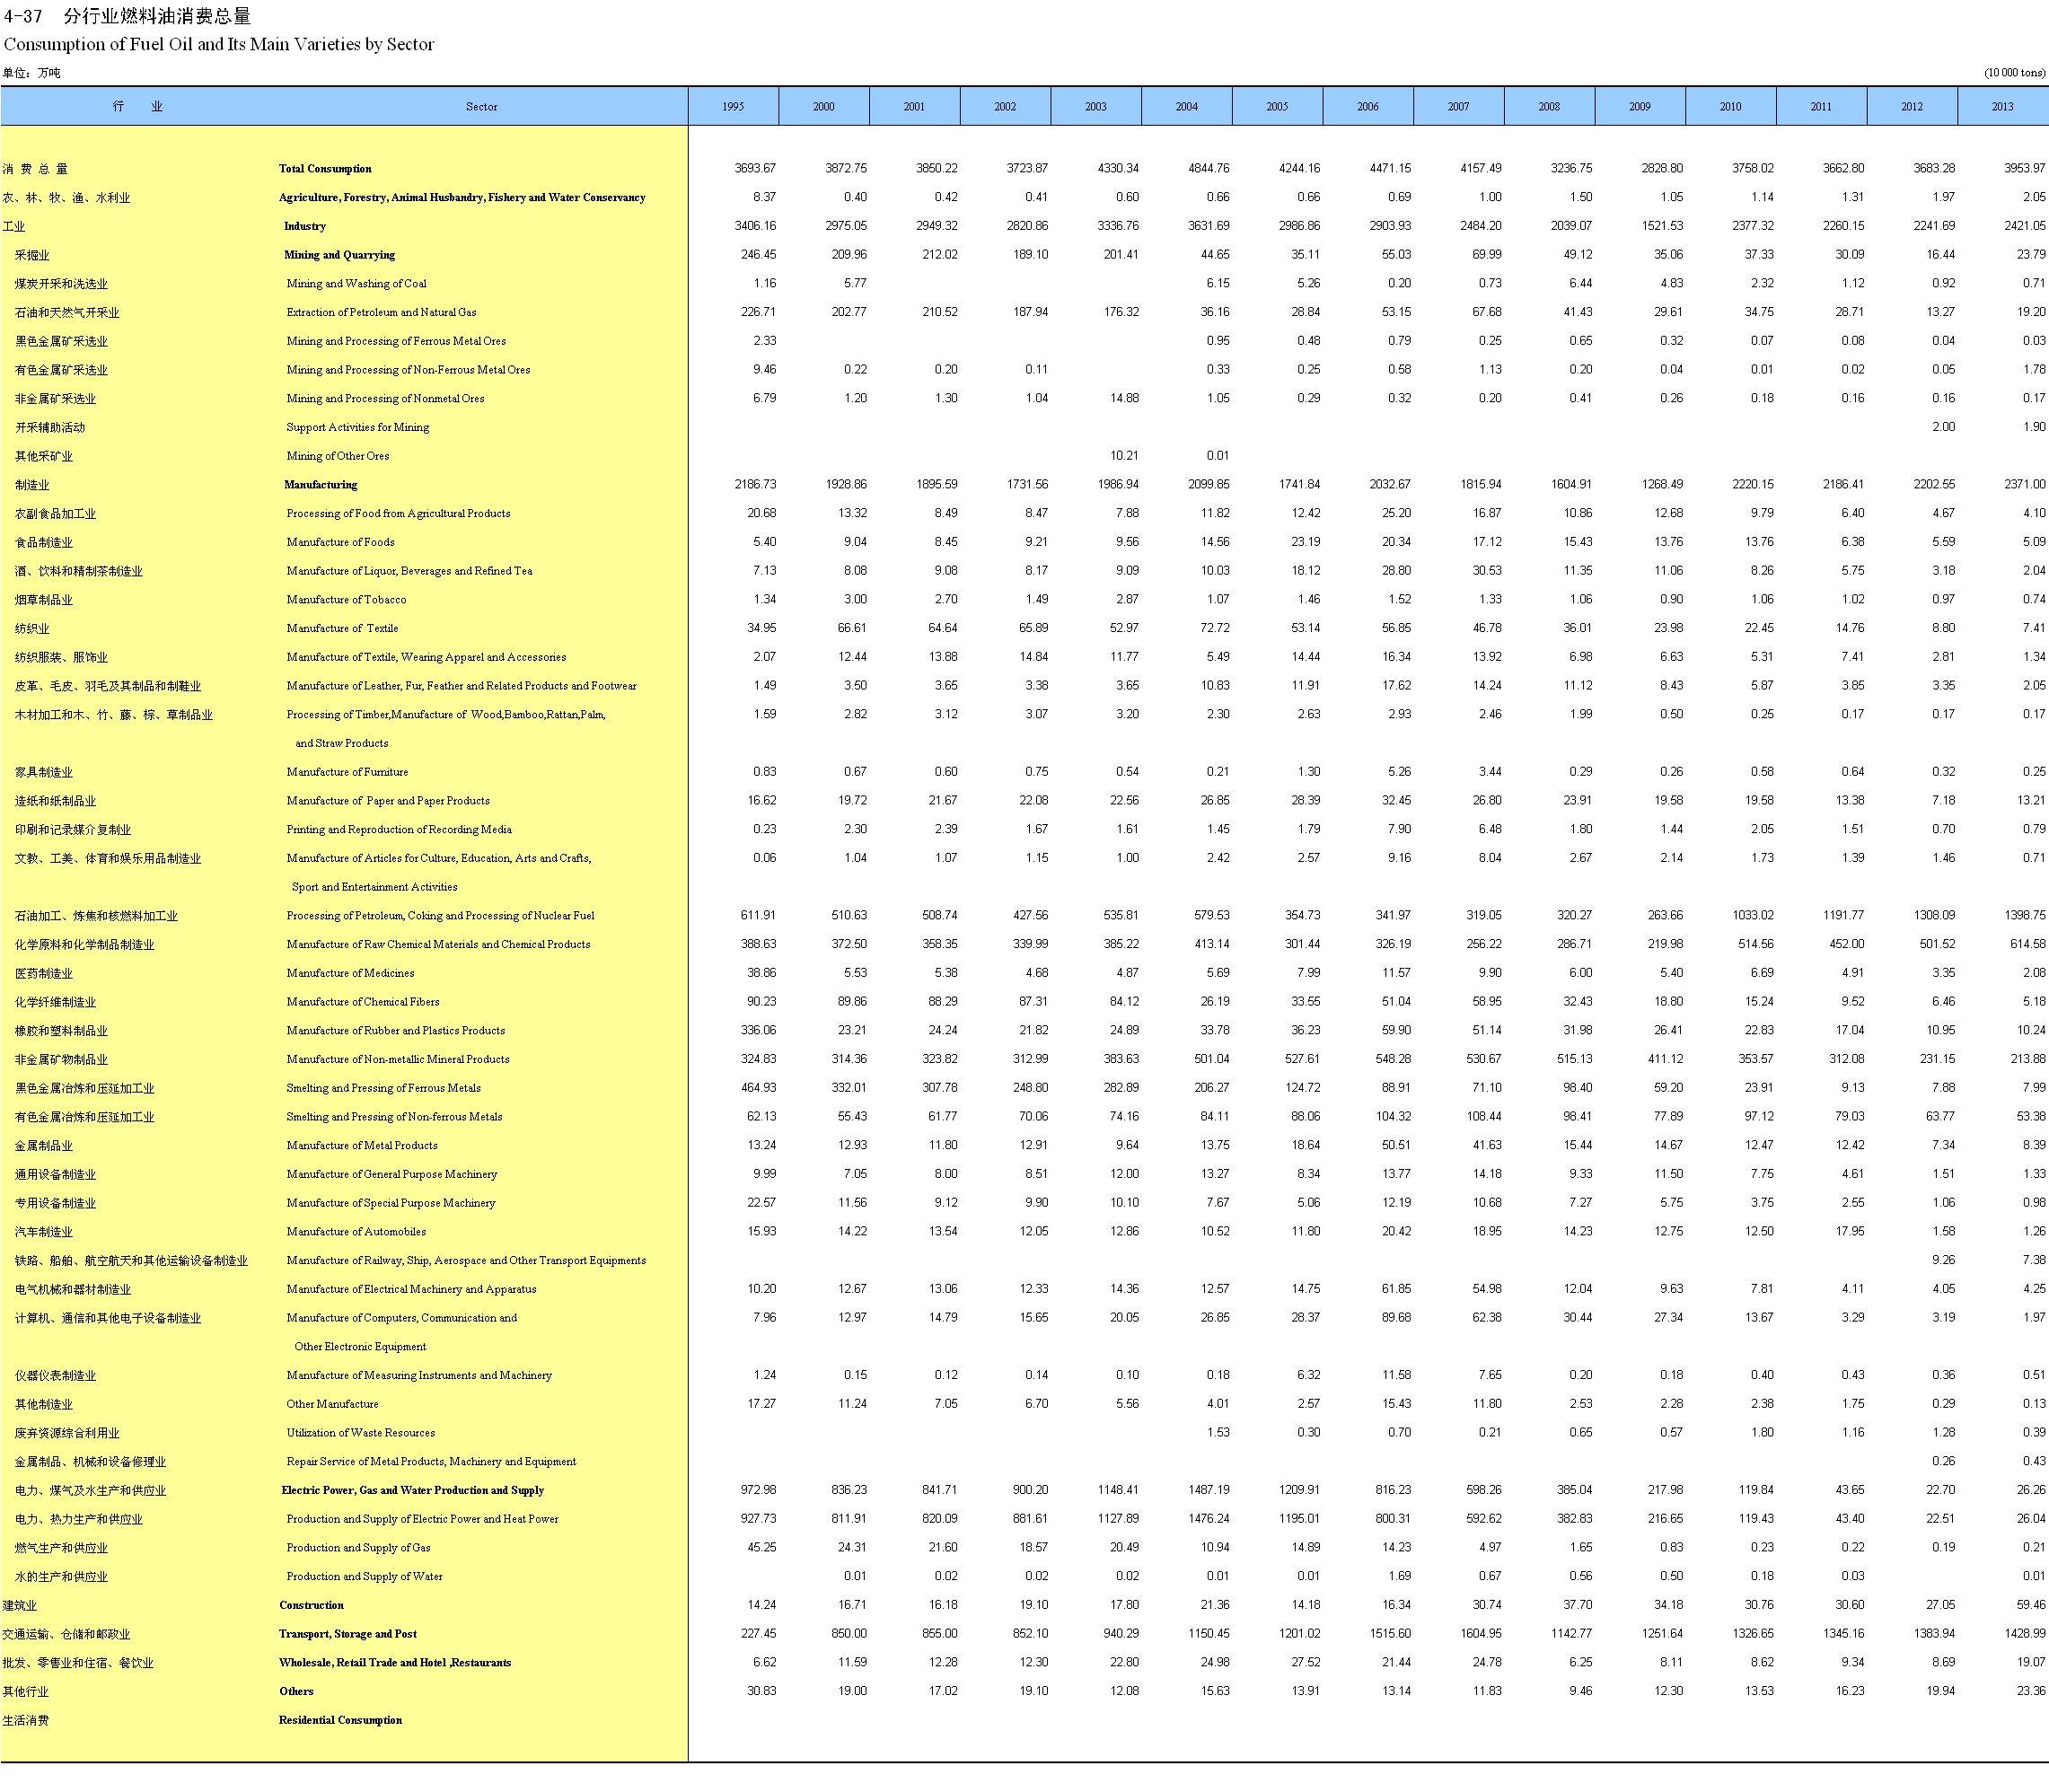 4-37 分行业燃料油消费总量
Consumption of Fuel Oil and Its Main Varieties by Sector
单位：万吨 (10 000 tons)
行 业 Sector 1995 2000 2001 2002 2003 2004 2005 2006 2007 2008 2009 2010 2011 2012 2013
消 费 总 量 Total Consumption 3693.67 3872.75 3850.22 3723.87 4330.34 4844.76 4244.16 4471.15 4157.49 3236.75 2828.80 3758.02 3662.80 3683.28 3953.97
农、林、牧、渔、水利业 Agriculture, Forestry, Animal Husbandry, Fishery and Water Conservancy 8.37 0.40 0.42 0.41 0.60 0.66 0.66 0.69 1.00 1.50 1.05 1.14 1.31 1.97 2.05
工业 Industry 3406.16 2975.05 2949.32 2820.86 3336.76 3631.69 2986.86 2903.93 2484.20 2039.07 1521.53 2377.32 2260.15 2241.69 2421.05
采掘业 Mining and Quarrying 246.45 209.96 212.02 189.10 201.41 44.65 35.11 55.03 69.99 49.12 35.06 37.33 30.09 16.44 23.79
煤炭开采和洗选业 Mining and Washing of Coal 1.16 5.77 6.15 5.26 0.20 0.73 6.44 4.83 2.32 1.12 0.92 0.71
石油和天然气开采业 Extraction of Petroleum and Natural Gas 226.71 202.77 210.52 187.94 176.32 36.16 28.84 53.15 67.68 41.43 29.61 34.75 28.71 13.27 19.20
黑色金属矿采选业 Mining and Processing of Ferrous Metal Ores 2.33 0.95 0.48 0.79 0.25 0.65 0.32 0.07 0.08 0.04 0.03
有色金属矿采选业 Mining and Processing of Non-Ferrous Metal Ores 9.46 0.22 0.20 0.11 0.33 0.25 0.58 1.13 0.20 0.04 0.01 0.02 0.05 1.78
非金属矿采选业 Mining and Processing of Nonmetal Ores 6.79 1.20 1.30 1.04 14.88 1.05 0.29 0.32 0.20 0.41 0.26 0.18 0.16 0.16 0.17
开采辅助活动 Support Activities for Mining 2.00 1.90
其他采矿业 Mining of Other Ores 10.21 0.01
制造业 Manufacturing 2186.73 1928.86 1895.59 1731.56 1986.94 2099.85 1741.84 2032.67 1815.94 1604.91 1268.49 2220.15 2186.41 2202.55 2371.00
农副食品加工业 Processing of Food from Agricultural Products 20.68 13.32 8.49 8.47 7.88 11.82 12.42 25.20 16.87 10.86 12.68 9.79 6.40 4.67 4.10
食品制造业 Manufacture of Foods 5.40 9.04 8.45 9.21 9.56 14.56 23.19 20.34 17.12 15.43 13.76 13.76 6.38 5.59 5.09
酒、饮料和精制茶制造业 Manufacture of Liquor, Beverages and Refined Tea 7.13 8.08 9.08 8.17 9.09 10.03 18.12 28.80 30.53 11.35 11.06 8.26 5.75 3.18 2.04
烟草制品业 Manufacture of Tobacco 1.34 3.00 2.70 1.49 2.87 1.07 1.46 1.52 1.33 1.06 0.90 1.06 1.02 0.97 0.74
纺织业 Manufacture of Textile 34.95 66.61 64.64 65.89 52.97 72.72 53.14 56.85 46.78 36.01 23.98 22.45 14.76 8.80 7.41
纺织服装、服饰业 Manufacture of Textile, Wearing Apparel and Accessories 2.07 12.44 13.88 14.84 11.77 5.49 14.44 16.34 13.92 6.98 6.63 5.31 7.41 2.81 1.34
皮革、毛皮、羽毛及其制品和制鞋业 Manufacture of Leather, Fur, Feather and Related Products and Footwear 1.49 3.50 3.65 3.38 3.65 10.83 11.91 17.62 14.24 11.12 8.43 5.87 3.85 3.35 2.05
木材加工和木、竹、藤、棕、草制品业 Processing of Timber,Manufacture of Wood,Bamboo,Rattan,Palm, 1.59 2.82 3.12 3.07 3.20 2.30 2.63 2.93 2.46 1.99 0.50 0.25 0.17 0.17 0.17
and Straw Products
家具制造业 Manufacture of Furniture 0.83 0.67 0.60 0.75 0.54 0.21 1.30 5.26 3.44 0.29 0.26 0.58 0.64 0.32 0.25
造纸和纸制品业 Manufacture of Paper and Paper Products 16.62 19.72 21.67 22.08 22.56 26.85 28.39 32.45 26.80 23.91 19.58 19.58 13.38 7.18 13.21
印刷和记录媒介复制业 Printing and Reproduction of Recording Media 0.23 2.30 2.39 1.67 1.61 1.45 1.79 7.90 6.48 1.80 1.44 2.05 1.51 0.70 0.79
文教、工美、体育和娱乐用品制造业 Manufacture of Articles for Culture, Education, Arts and Crafts, 0.06 1.04 1.07 1.15 1.00 2.42 2.57 9.16 8.04 2.67 2.14 1.73 1.39 1.46 0.71
Sport and Entertainment Activities
石油加工、炼焦和核燃料加工业 Processing of Petroleum, Coking and Processing of Nuclear Fuel 611.91 510.63 508.74 427.56 535.81 579.53 354.73 341.97 319.05 320.27 263.66 1033.02 1191.77 1308.09 1398.75
化学原料和化学制品制造业 Manufacture of Raw Chemical Materials and Chemical Products 388.63 372.50 358.35 339.99 385.22 413.14 301.44 326.19 256.22 286.71 219.98 514.56 452.00 501.52 614.58
医药制造业 Manufacture of Medicines 38.86 5.53 5.38 4.68 4.87 5.69 7.99 11.57 9.90 6.00 5.40 6.69 4.91 3.35 2.08
化学纤维制造业 Manufacture of Chemical Fibers 90.23 89.86 88.29 87.31 84.12 26.19 33.55 51.04 58.95 32.43 18.80 15.24 9.52 6.46 5.18
橡胶和塑料制品业 Manufacture of Rubber and Plastics Products 336.06 23.21 24.24 21.82 24.89 33.78 36.23 59.90 51.14 31.98 26.41 22.83 17.04 10.95 10.24
非金属矿物制品业 Manufacture of Non-metallic Mineral Products 324.83 314.36 323.82 312.99 383.63 501.04 527.61 548.28 530.67 515.13 411.12 353.57 312.08 231.15 213.88
黑色金属冶炼和压延加工业 Smelting and Pressing of Ferrous Metals 464.93 332.01 307.78 248.80 282.89 206.27 124.72 88.91 71.10 98.40 59.20 23.91 9.13 7.88 7.99
有色金属冶炼和压延加工业 Smelting and Pressing of Non-ferrous Metals 62.13 55.43 61.77 70.06 74.16 84.11 88.06 104.32 108.44 98.41 77.89 97.12 79.03 63.77 53.38
金属制品业 Manufacture of Metal Products 13.24 12.93 11.80 12.91 9.64 13.75 18.64 50.51 41.63 15.44 14.67 12.47 12.42 7.34 8.39
通用设备制造业 Manufacture of General Purpose Machinery 9.99 7.05 8.00 8.51 12.00 13.27 8.34 13.77 14.18 9.33 11.50 7.75 4.61 1.51 1.33
专用设备制造业 Manufacture of Special Purpose Machinery 22.57 11.56 9.12 9.90 10.10 7.67 5.06 12.19 10.68 7.27 5.75 3.75 2.55 1.06 0.98
汽车制造业 Manufacture of Automobiles 15.93 14.22 13.54 12.05 12.86 10.52 11.80 20.42 18.95 14.23 12.75 12.50 17.95 1.58 1.26
铁路、船舶、航空航天和其他运输设备制造业 Manufacture of Railway, Ship, Aerospace and Other Transport Equipments 9.26 7.38
电气机械和器材制造业 Manufacture of Electrical Machinery and Apparatus 10.20 12.67 13.06 12.33 14.36 12.57 14.75 61.85 54.98 12.04 9.63 7.81 4.11 4.05 4.25
计算机、通信和其他电子设备制造业 Manufacture of Computers, Communication and 7.96 12.97 14.79 15.65 20.05 26.85 28.37 89.68 62.38 30.44 27.34 13.67 3.29 3.19 1.97
Other Electronic Equipment
仪器仪表制造业 Manufacture of Measuring Instruments and Machinery 1.24 0.15 0.12 0.14 0.10 0.18 6.32 11.58 7.65 0.20 0.18 0.40 0.43 0.36 0.51
其他制造业 Other Manufacture 17.27 11.24 7.05 6.70 5.56 4.01 2.57 15.43 11.80 2.53 2.28 2.38 1.75 0.29 0.13
废弃资源综合利用业 Utilization of Waste Resources 1.53 0.30 0.70 0.21 0.65 0.57 1.80 1.16 1.28 0.39
金属制品、机械和设备修理业 Repair Service of Metal Products, Machinery and Equipment 0.26 0.43
电力、煤气及水生产和供应业 Electric Power, Gas and Water Production and Supply 972.98 836.23 841.71 900.20 1148.41 1487.19 1209.91 816.23 598.26 385.04 217.98 119.84 43.65 22.70 26.26
电力、热力生产和供应业 Production and Supply of Electric Power and Heat Power 927.73 811.91 820.09 881.61 1127.89 1476.24 1195.01 800.31 592.62 382.83 216.65 119.43 43.40 22.51 26.04
燃气生产和供应业 Production and Supply of Gas 45.25 24.31 21.60 18.57 20.49 10.94 14.89 14.23 4.97 1.65 0.83 0.23 0.22 0.19 0.21
水的生产和供应业 Production and Supply of Water 0.01 0.02 0.02 0.02 0.01 0.01 1.69 0.67 0.56 0.50 0.18 0.03 0.01
建筑业 Construction 14.24 16.71 16.18 19.10 17.80 21.36 14.18 16.34 30.74 37.70 34.18 30.76 30.60 27.05 59.46
交通运输、仓储和邮政业 Transport, Storage and Post 227.45 850.00 855.00 852.10 940.29 1150.45 1201.02 1515.60 1604.95 1142.77 1251.64 1326.65 1345.16 1383.94 1428.99
批发、零售业和住宿、餐饮业 Wholesale, Retail Trade and Hotel ,Restaurants 6.62 11.59 12.28 12.30 22.80 24.98 27.52 21.44 24.78 6.25 8.11 8.62 9.34 8.69 19.07
其他行业 Others 30.83 19.00 17.02 19.10 12.08 15.63 13.91 13.14 11.83 9.46 12.30 13.53 16.23 19.94 23.36
生活消费 Residential Consumption